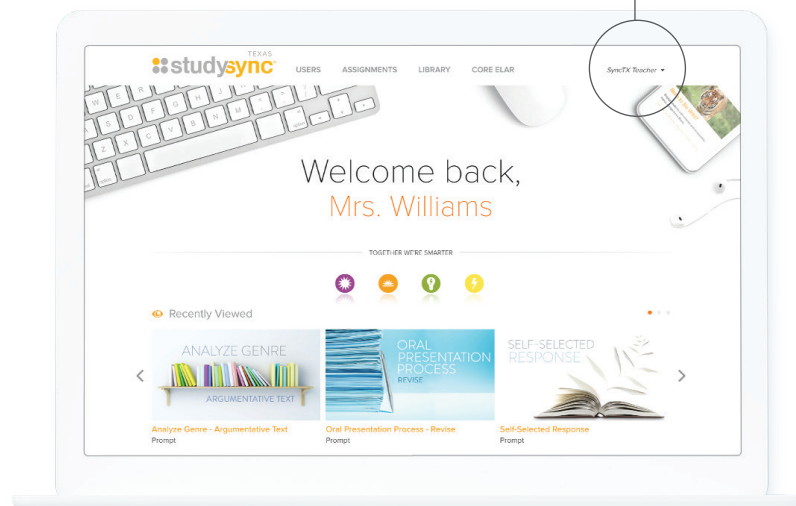 TEXAS
studysync
USERS
ASSIGNMENTS
LIBRARY
CORE ELAR
SyncTX Teacher
Welcome back,
Mrs. Williams
TOGETHER WE'RE SMARTER
Recently Viewed
ANALYZE GENRE
ARGUMENTATIVE TEXT
ORAL
PRESENTATION
PROCESS
REVISE
SELF-SELECTED
RESPONSE
Analyze Genre - Argumentative Text
Prompt
Oral Presentation Process - Revise
Prompt
Self-Selected Response
Prompt